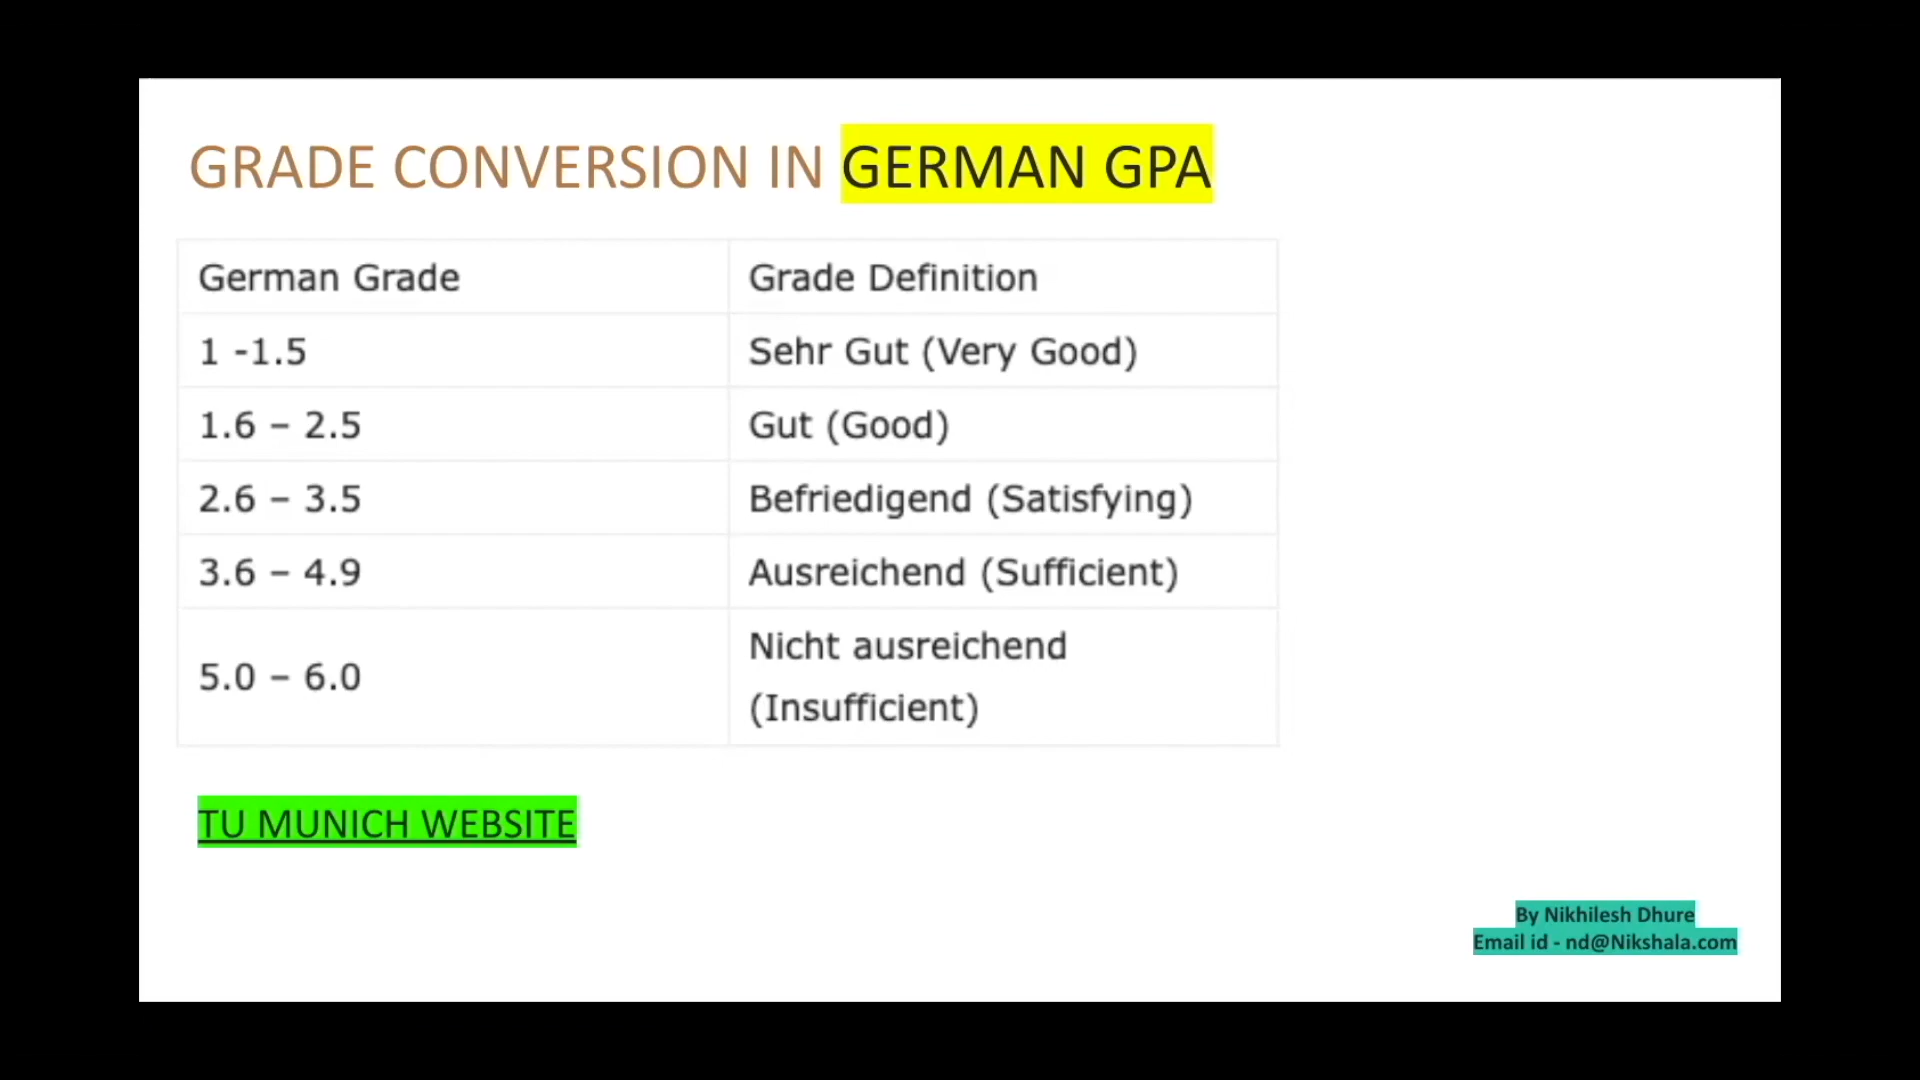 GRADE CONVERSION IN GERMAN GPA
German Grade Grade Definition
1 -1.5 Sehr Gut (Very Good)
1.6 – 2.5 Gut (Good)
2.6 – 3.5 Befriedigend (Satisfying)
3.6 – 4.9 Ausreichend (Sufficient)
5.0 – 6.0 Nicht ausreichend
(Insufficient)
TU MUNICH WEBSITE
By Nikhilesh Dhure
Email id - nd@Nikshala.com